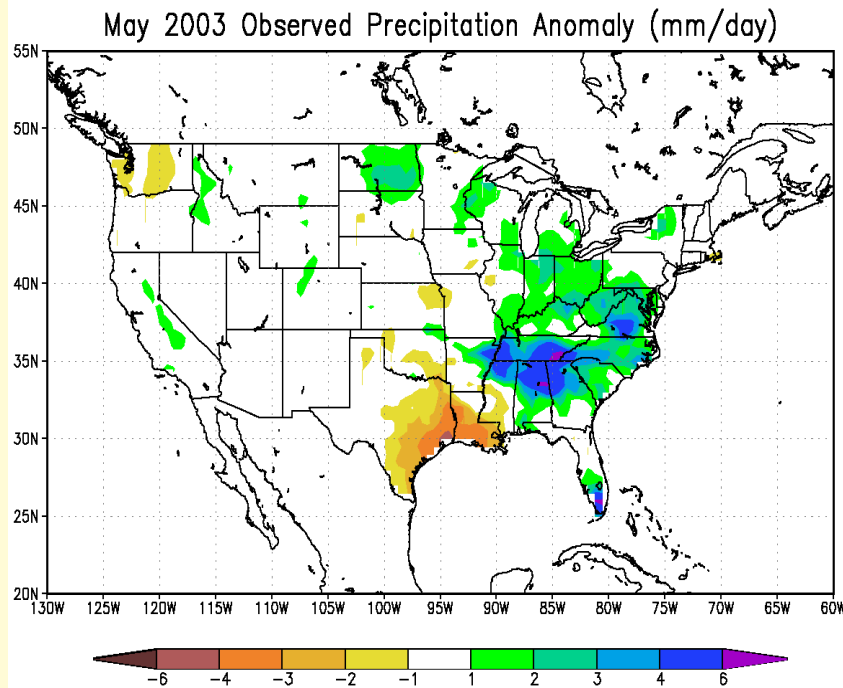 May 2003 Observed Precipitation Anomaly (mm/day)
55N
50N
45N
40N
35N
30N
25N
20N
130W 125W 120W 115W 110W 105W 100W 95W 90W 85W 80W 75W 70W 65W 60W
-6 -4 -3 -2 -1 1 2 3 4 6